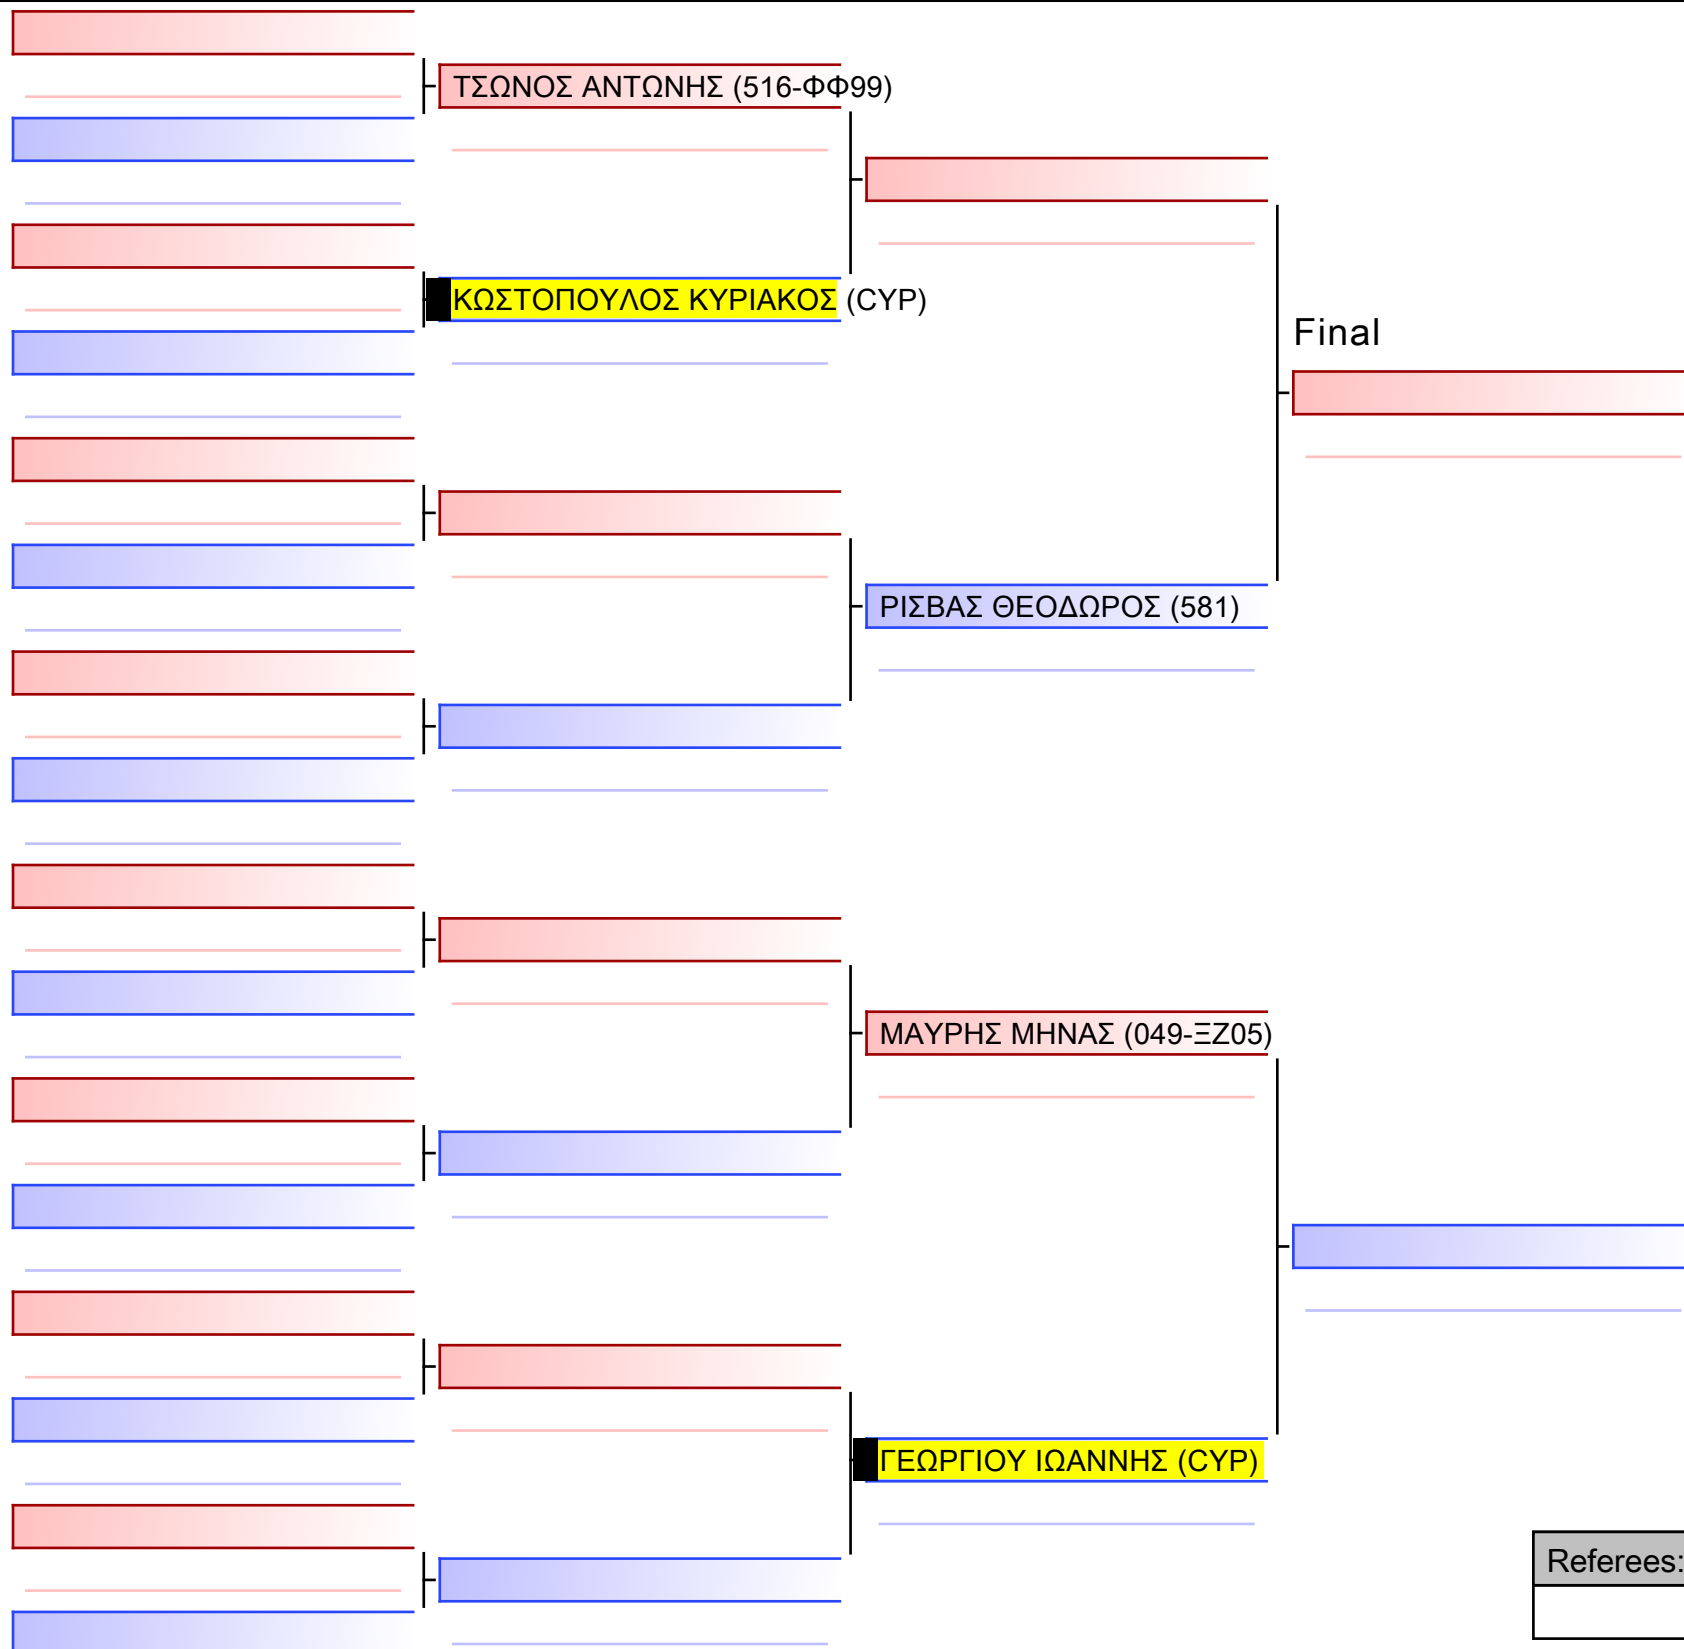 ΤΣΩΝΟΣ ΑΝΤΩΝΗΣ (516-ΦΦ99)
ΚΩΣΤΟΠΟΥΛΟΣ ΚΥΡΙΑΚΟΣ (CYP)
Final
ΡΙΣΒΑΣ ΘΕΟΔΩΡΟΣ (581)
ΜΑΥΡΗΣ ΜΗΝΑΣ (049-ΞΖ05)
ΓΕΩΡΓΙΟΥ ΙΩΑΝΝΗΣ (CYP)
Referees: